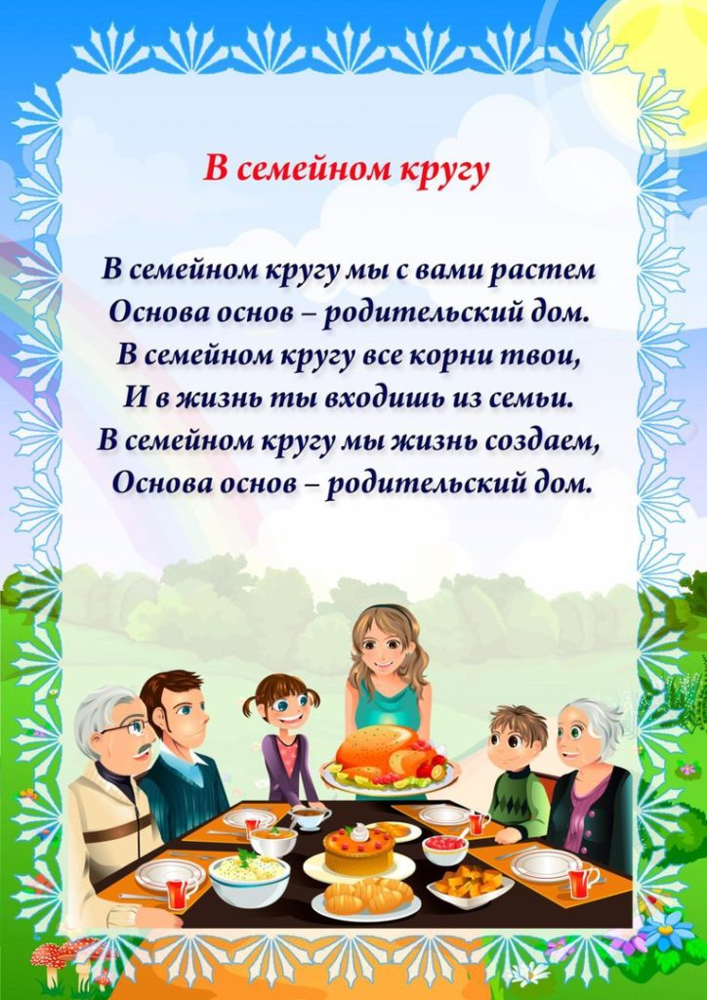 В семейном кругу
В семейном кругу мы с вами растем
Основа основ – родительский дом.
В семейном кругу все корни твои,
И в жизнь ты входишь из семьи.
В семейном кругу мы жизнь создаем,
Основа основ – родительский дом.